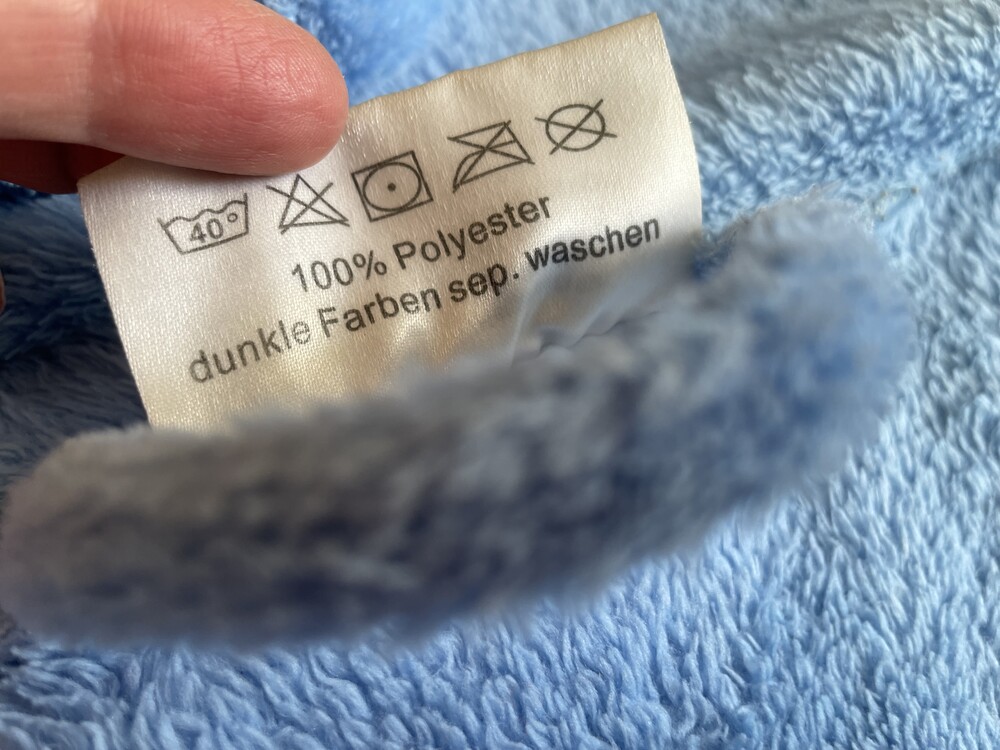 40°
100% Polyester
dunkle Farben sep. waschen